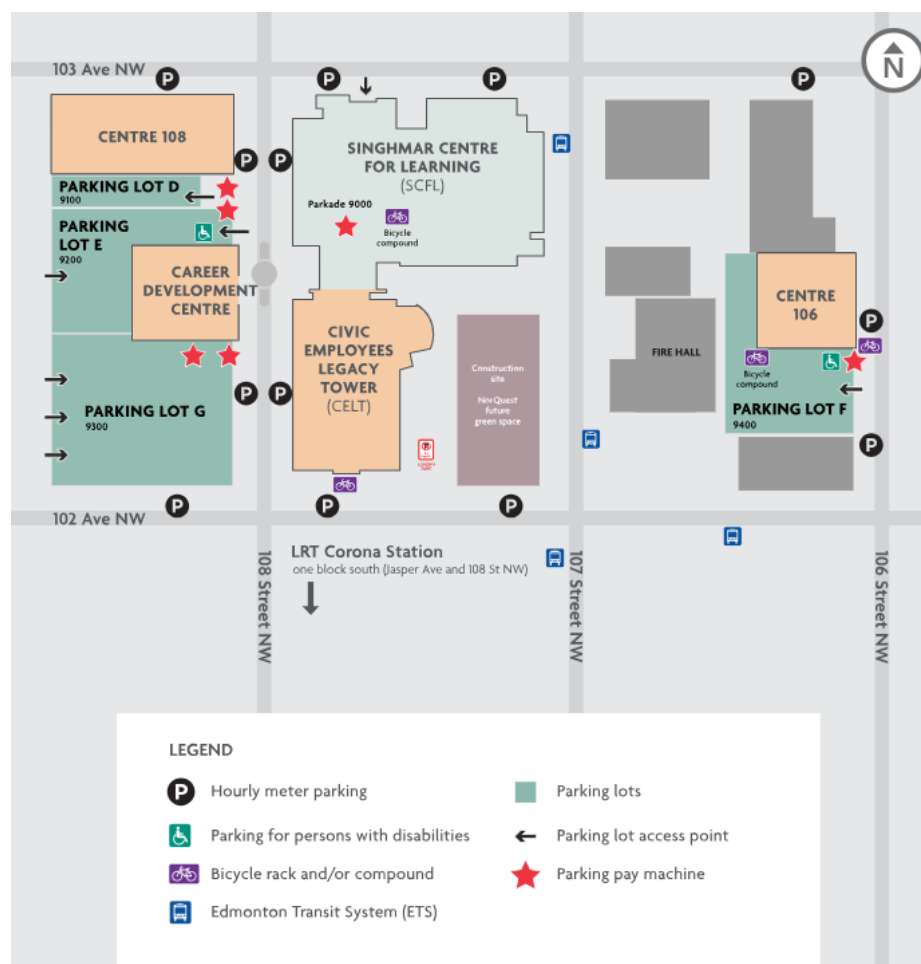 103 Ave NW
N
P
P
P
P
CENTRE 108
P
P
SINGHMAR CENTRE
FOR LEARNING
(SCFL)
PARKING LOT D
9100
Parkade 9000
Bicycle
compound
PARKING
LOT E
9200
CAREER
DEVELOPMENT
CENTRE
CENTRE
106
P
CIVIC
EMPLOYEES
LEGACY
TOWER
(CELT)
Construction
site
NorQuest
future
green space
FIRE HALL
Bicycle
compound
P
P
PARKING LOT G
9300
PARKING LOT F
9400
P
P
P
P
102 Ave NW
108 Street NW
107 Street NW
106 Street NW
LRT Corona Station
one block south (Jasper Ave and 108 St NW)
LEGEND
P Hourly meter parking
Parking for persons with disabilities
Bicycle rack and/or compound
Edmonton Transit System (ETS)
Parking lots
Parking lot access point
Parking pay machine